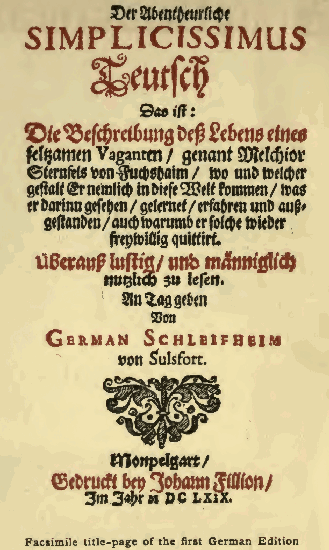 Der Abentheurliche
SIMPLICISSIMUS
Teutsch
Das ist:
Die Beschreibung deß Lebens eines
seltzamen Vaganten / genant Melchior
Sternfels von Fuchshaim / wo und welcher
gestalt Er nemlich in diese Welt kommen / was
er darinn gesehen / gelernet / erfahren und auß-
gestanden / auch warumb er solche wieder
freywillig quittirt.
Überauß lustig / und männiglich
nutzlich zu lesen.
An Tag geben
Von
GERMAN SCHLEIFHEIM
von Sulsfort.
Monpelgart /
Gedruckt bey Johann Fillion /
Im Jahr M DC LXIX.
Facsimile title-page of the first German Edition